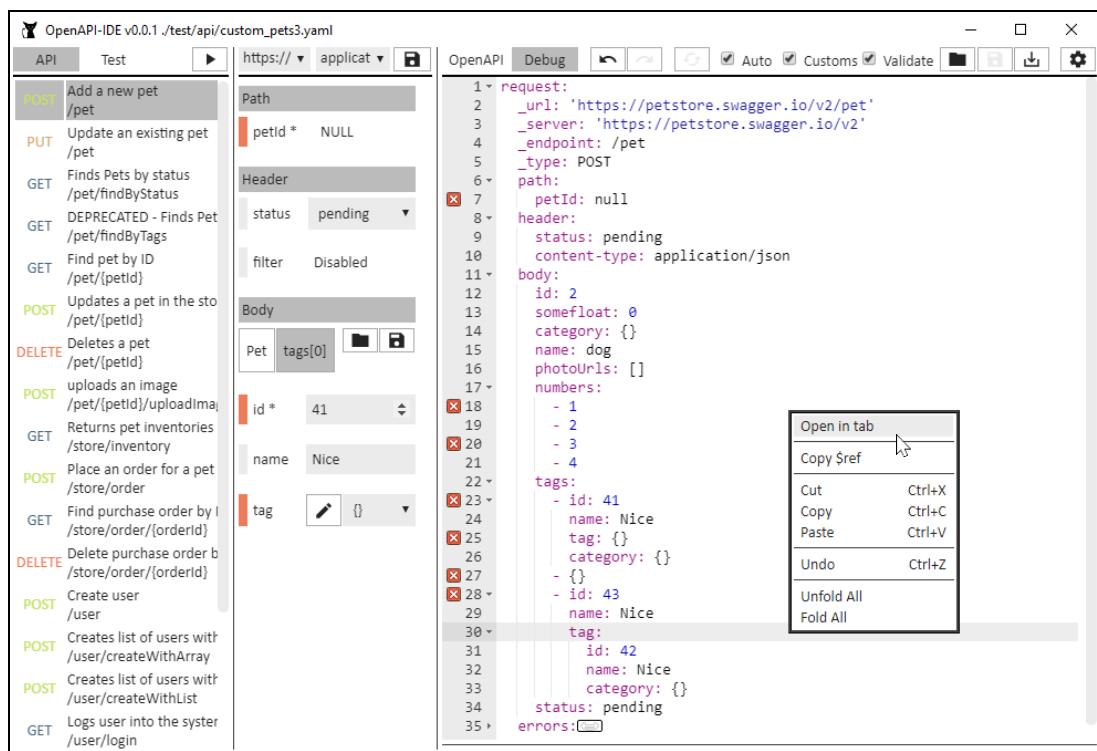 OpenAPI-IDE v0.0.1 ./test/api/custom_pets3.yaml
API Test https:// applicat OpenAPI Debug Auto Customs Validate
POST Add a new pet
/pet
PUT Update an existing pet
/pet
GET Finds Pets by status
/pet/findByStatus
GET DEPRECATED - Finds Pet
/pet/findByTags
GET Find pet by ID
/pet/{petId}
POST Updates a pet in the sto
/pet/{petId}
DELETE Deletes a pet
/pet/{petId}
POST uploads an image
/pet/{petId}/uploadImag
GET Returns pet inventories
/store/inventory
POST Place an order for a pet
/store/order
GET Find purchase order by I
/store/order/{orderId}
DELETE Delete purchase order b
/store/order/{orderId}
POST Create user
/user
POST Creates list of users with
/user/createWithArray
POST Creates list of users with
/user/createWithList
GET Logs user into the system
/user/login
Path
petId * NULL
Header
status pending
filter Disabled
Body
Pet tags[0]
id * 41
name Nice
tag {}
1 request:
2 _url: 'https://petstore.swagger.io/v2/pet'
3 _server: 'https://petstore.swagger.io/v2'
4 _endpoint: /pet
5 _type: POST
6 path:
7 petId: null
8 header:
9 status: pending
10 content-type: application/json
11 body:
12 id: 2
13 somefloat: 0
14 category: {}
15 name: dog
16 photoUrls: []
17 numbers:
18 - 1
19 - 2
20 - 3
21 - 4
22 tags:
23 - id: 41
24 name: Nice
25 tag: {}
26 category: {}
27 - {}
28 - id: 43
29 name: Nice
30 tag:
31 id: 42
32 name: Nice
33 category: {}
34 status: pending
35 errors:
Open in tab
Copy $ref
Cut Ctrl+X
Copy Ctrl+C
Paste Ctrl+V
Undo Ctrl+Z
Unfold All
Fold All